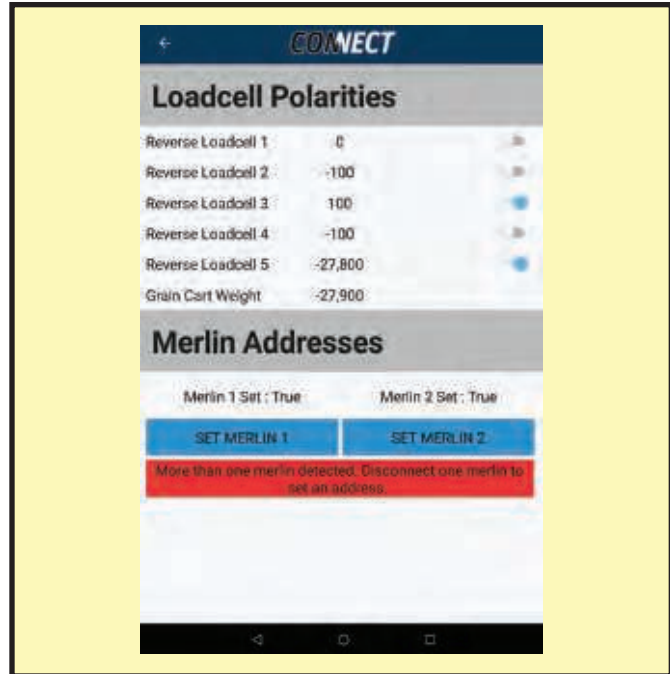 CONNECT
Loadcell Polarities
Reverse Loadcell 1 0
Reverse Loadcell 2 -100
Reverse Loadcell 3 100
Reverse Loadcell 4 -100
Reverse Loadcell 5 -27,800
Grain Cart Weight -27,900
Merlin Addresses
Merlin 1 Set : True Merlin 2 Set : True
SET MERLIN 1 SET MERLIN 2
More than one merlin detected. Disconnect one merlin to
set an address.